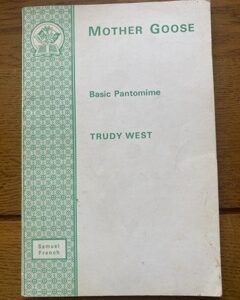 MOTHER GOOSE
Basic Pantomime
TRUDY WEST
Samuel
French